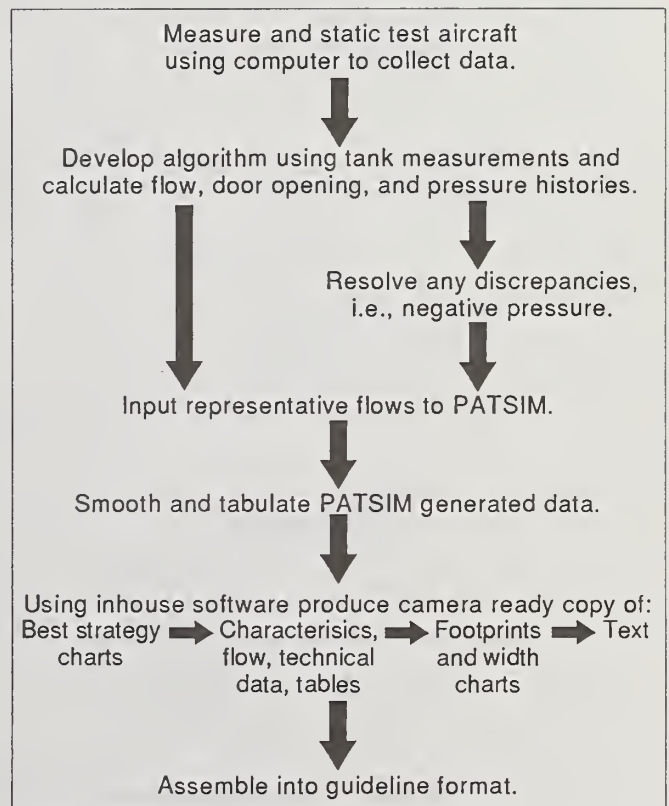 Measure and static test aircraft
using computer to collect data.
Develop algorithm using tank measurements and
calculate flow, door opening, and pressure histories.
Resolve any discrepancies,
i.e., negative pressure.
Input representative flows to PATSIM.
Smooth and tabulate PATSIM generated data.
Using inhouse software produce camera ready copy of:
Best strategy
charts
Characterisics,
flow, technical
data, tables
Footprints
and width
charts
Text
Assemble into guideline format.